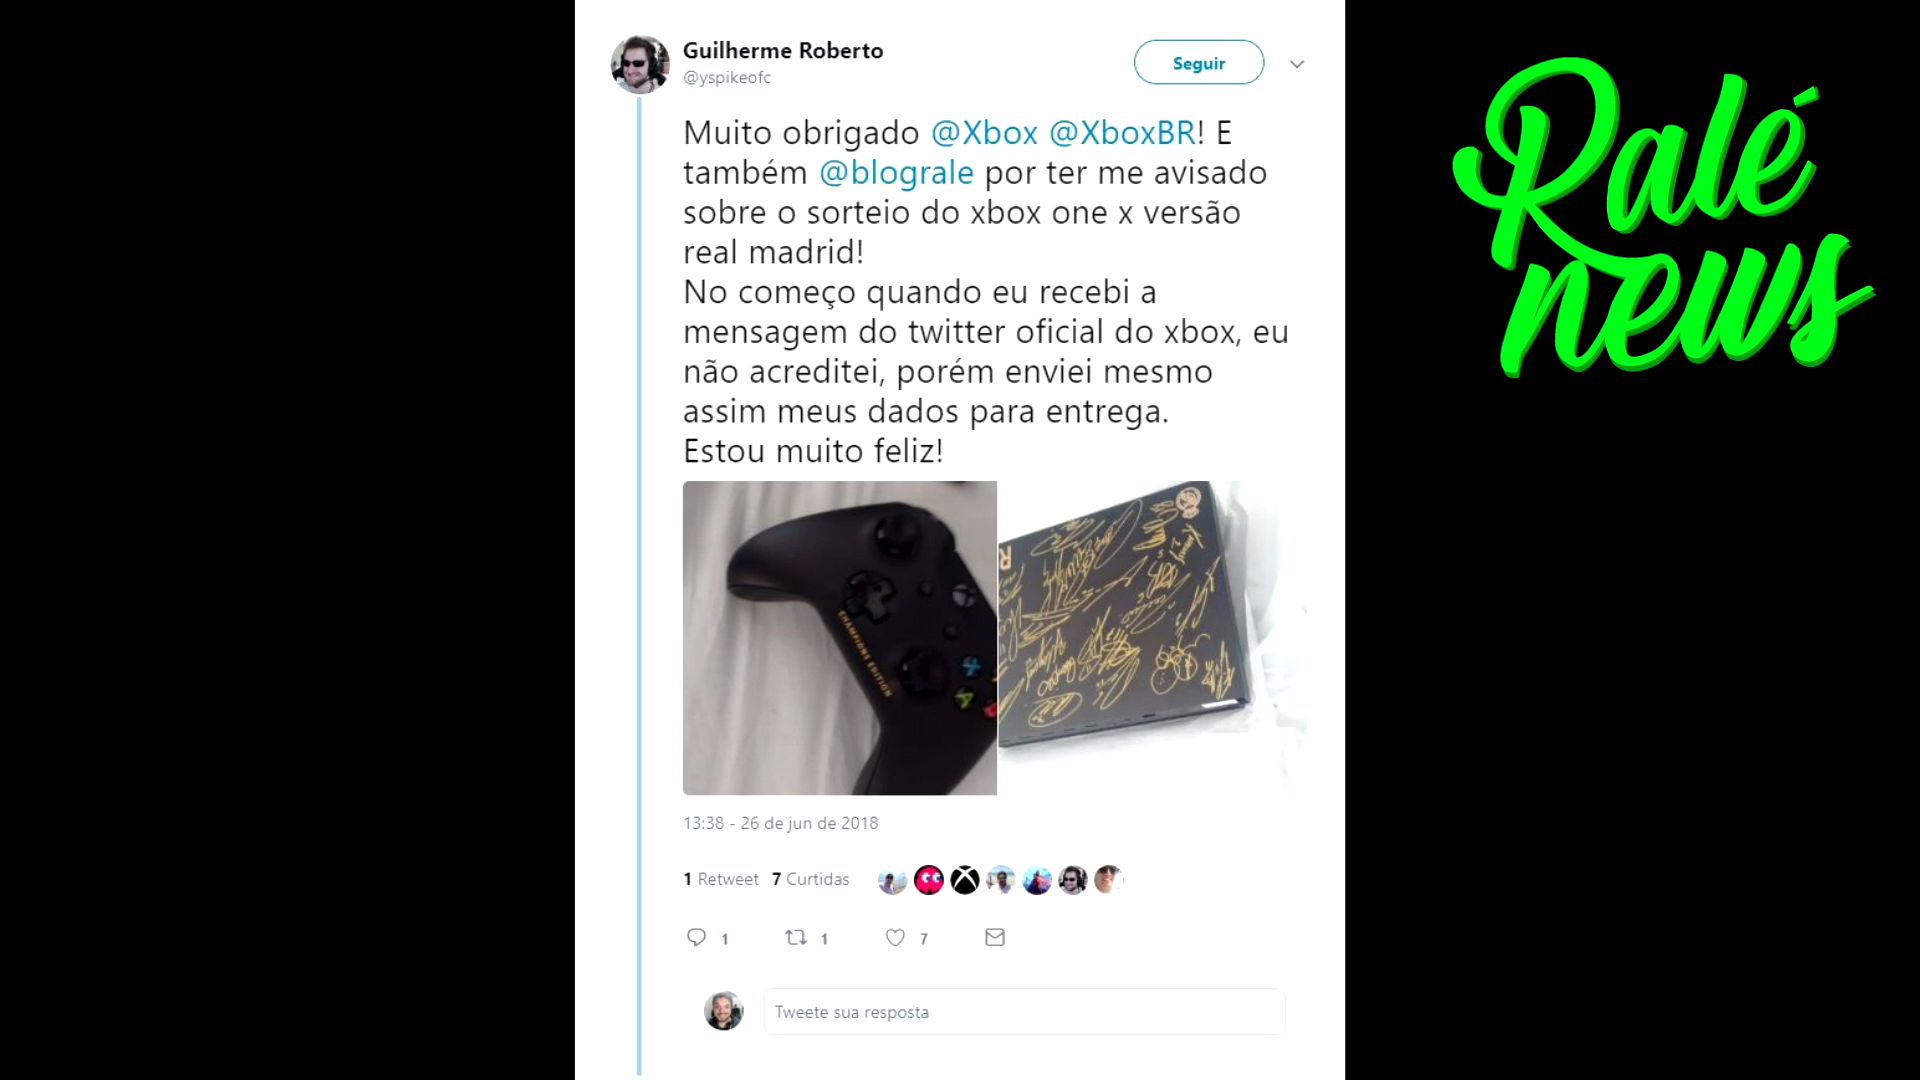 Guilherme Roberto
@yspikeofc
Seguir
Muito obrigado @Xbox @XboxBR! E
também @blograle por ter me avisado
sobre o sorteio do xbox one x versão
real madrid!
No começo quando eu recebi a
mensagem do twitter oficial do xbox, eu
não acreditei, porém enviei mesmo
assim meus dados para entrega.
Estou muito feliz!
CHAMPIONS EDITION
X
A
13:38 - 26 de jun de 2018
1 Retweet 7 Curtidas
1 1 7
Tweete sua resposta
Ralé
news